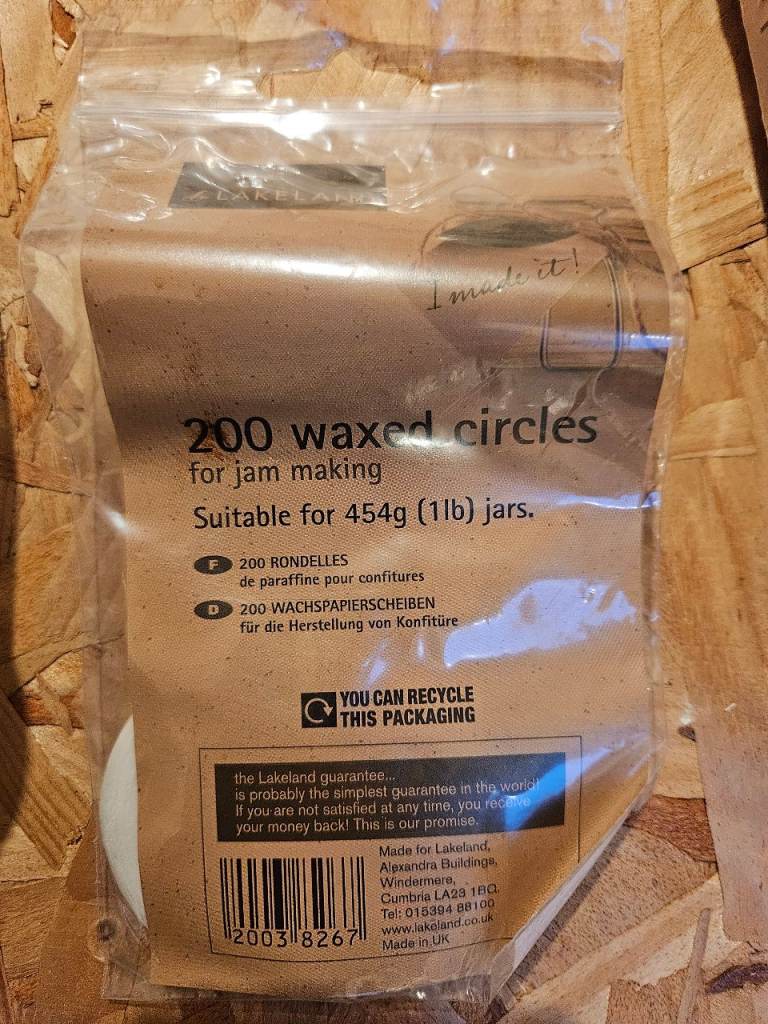 LAKELAND
I made it!
200 waxed circles
for jam making
Suitable for 454g (1lb) jars.
F 200 RONDELLES
de paraffine pour confitures
D 200 WACHSPAPIERSCHEIBEN
für die Herstellung von Konfitüre
YOU CAN RECYCLE
THIS PACKAGING
the Lakeland guarantee...
is probably the simplest guarantee in the world!
If you are not satisfied at any time, you receive
your money back! This is our promise.
Made for Lakeland,
Alexandra Buildings,
Windermere,
Cumbria LA23 1BQ.
Tel: 015394 88100
www.lakeland.co.uk
Made in UK
2003 8267